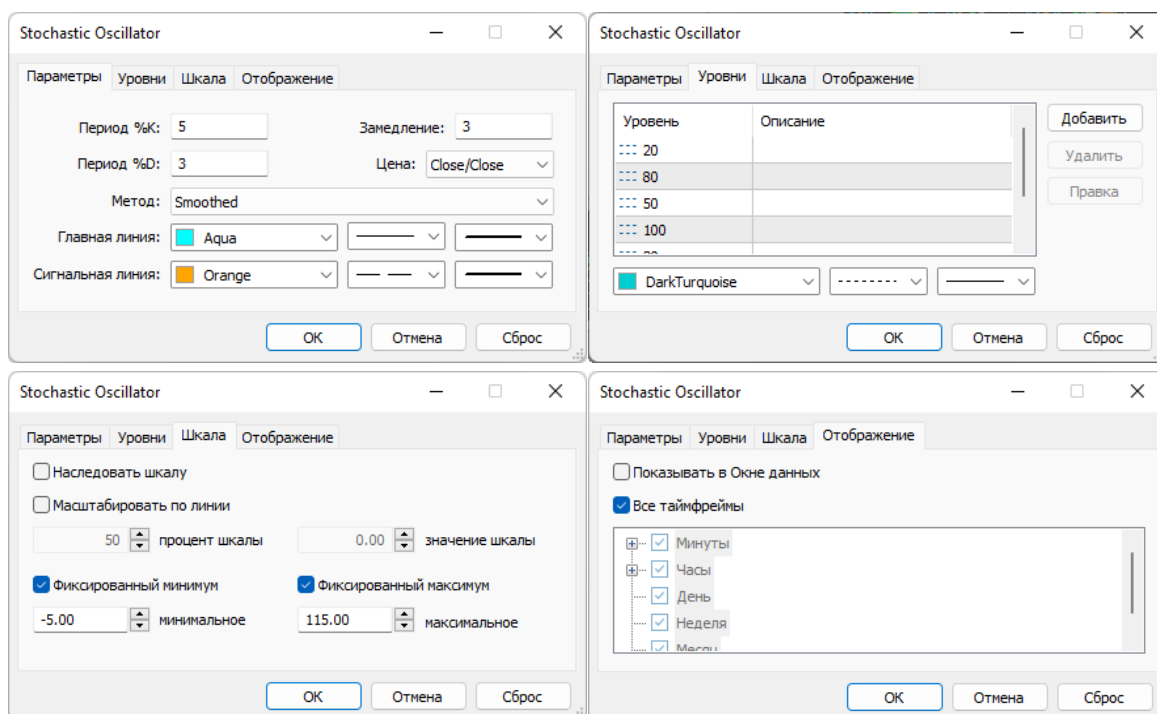 Stochastic Oscillator
Параметры Уровни Шкала Отображение
Период %K: 5 Замедление: 3
Период %D: 3 Цена: Close/Close
Метод: Smoothed
Главная линия: Aqua
Сигнальная линия: Orange
OK Отмена Сброс
Stochastic Oscillator
Параметры Уровни Шкала Отображение
Уровень Описание Добавить
20
Удалить
80
Правка
50
100
DarkTurquoise
OK Отмена Сброс
Stochastic Oscillator
Параметры Уровни Шкала Отображение
Наследовать шкалу
Масштабировать по линии
50 процент шкалы 0.00 значение шкалы
Фиксированный минимум Фиксированный максимум
-5.00 минимальное 115.00 максимальное
OK Отмена Сброс
Stochastic Oscillator
Параметры Уровни Шкала Отображение
Показывать в Окне данных
Все таймфреймы
Минуты
Часы
День
Неделя
Месяц
OK Отмена Сброс